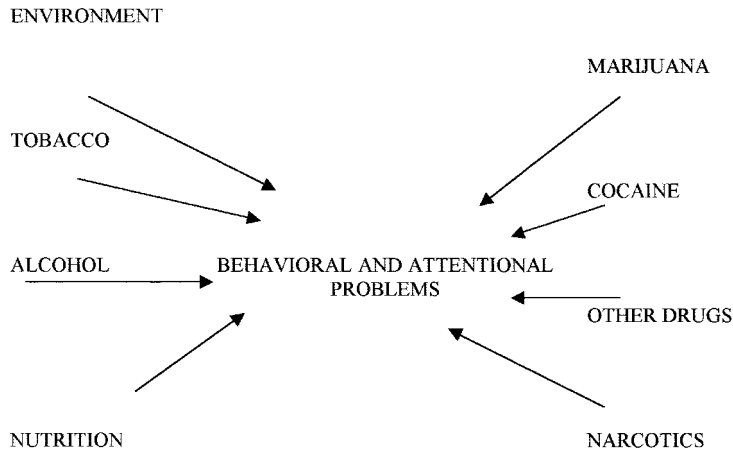 ENVIRONMENT
MARIJUANA
TOBACCO
COCAINE
ALCOHOL
BEHAVIORAL AND ATTENTIONAL
PROBLEMS
OTHER DRUGS
NUTRITION
NARCOTICS